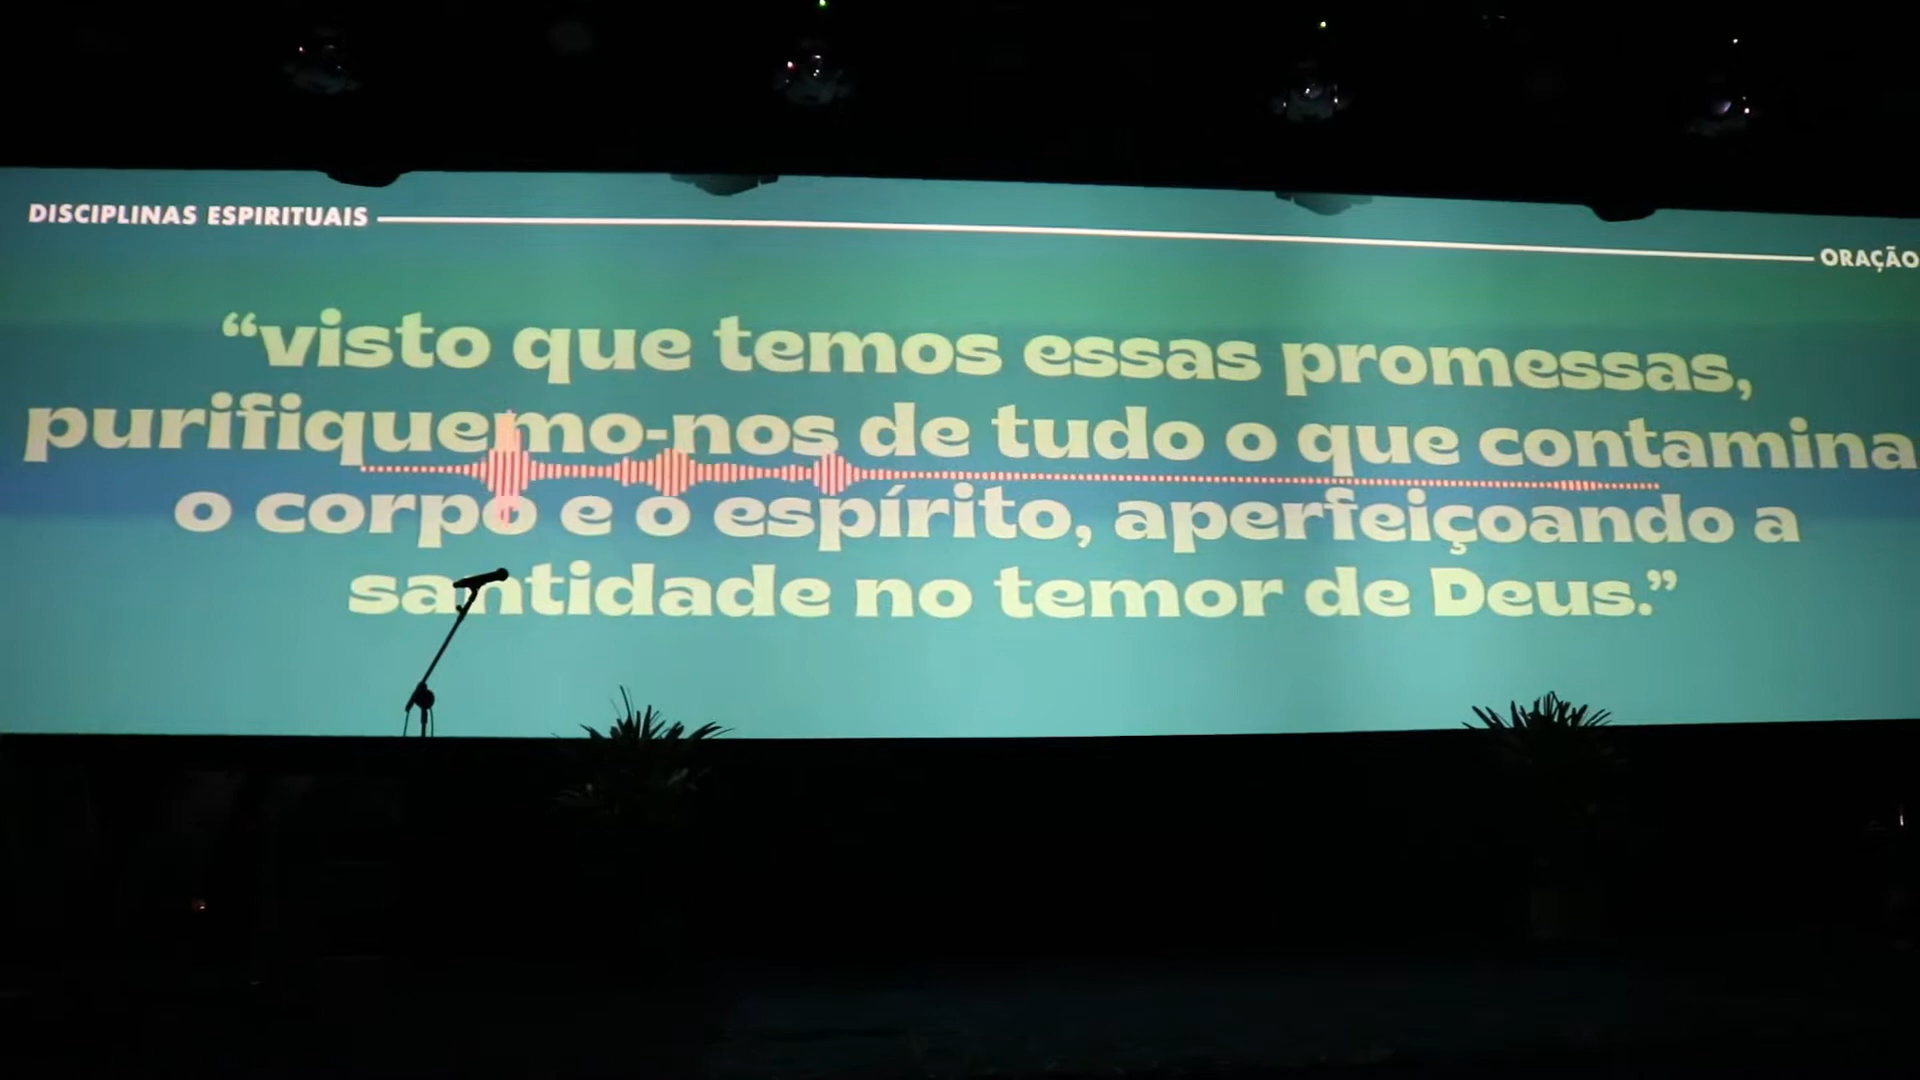 DISCIPLINAS ESPIRITUAIS
ORAÇÃO
“visto que temos essas promessas,
purifiquemo-nos de tudo o que contamina
o corpo e o espírito, aperfeiçoando a
santidade no temor de Deus.”